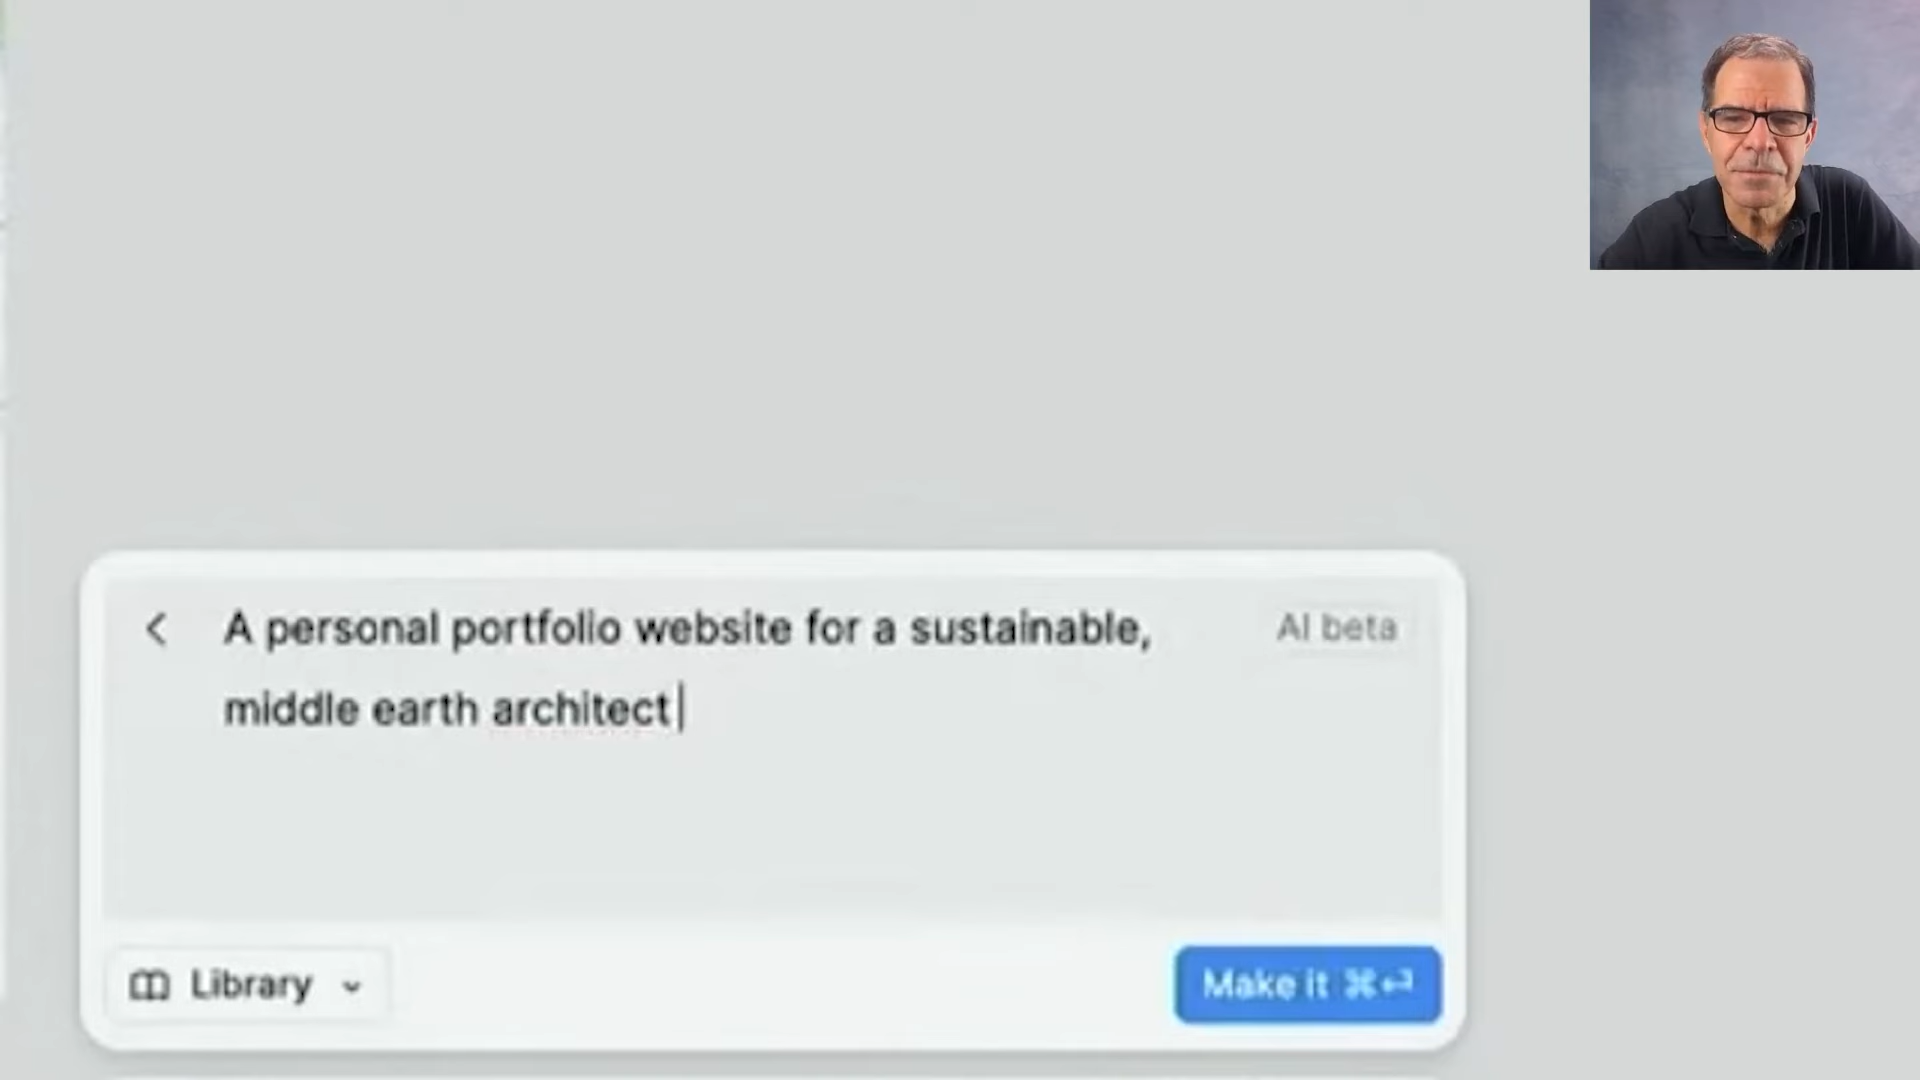 A personal portfolio website for a sustainable,
middle earth architect
AI beta
Library
Make it ⌘⏎